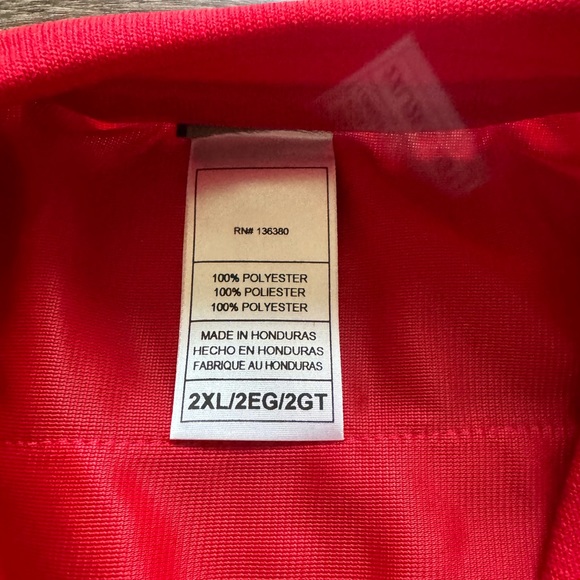 RN# 136380
100% POLYESTER
100% POLIESTER
100% POLYESTER
MADE IN HONDURAS
HECHO EN HONDURAS
FABRIQUE AU HONDURAS
2XL/2EG/2GT